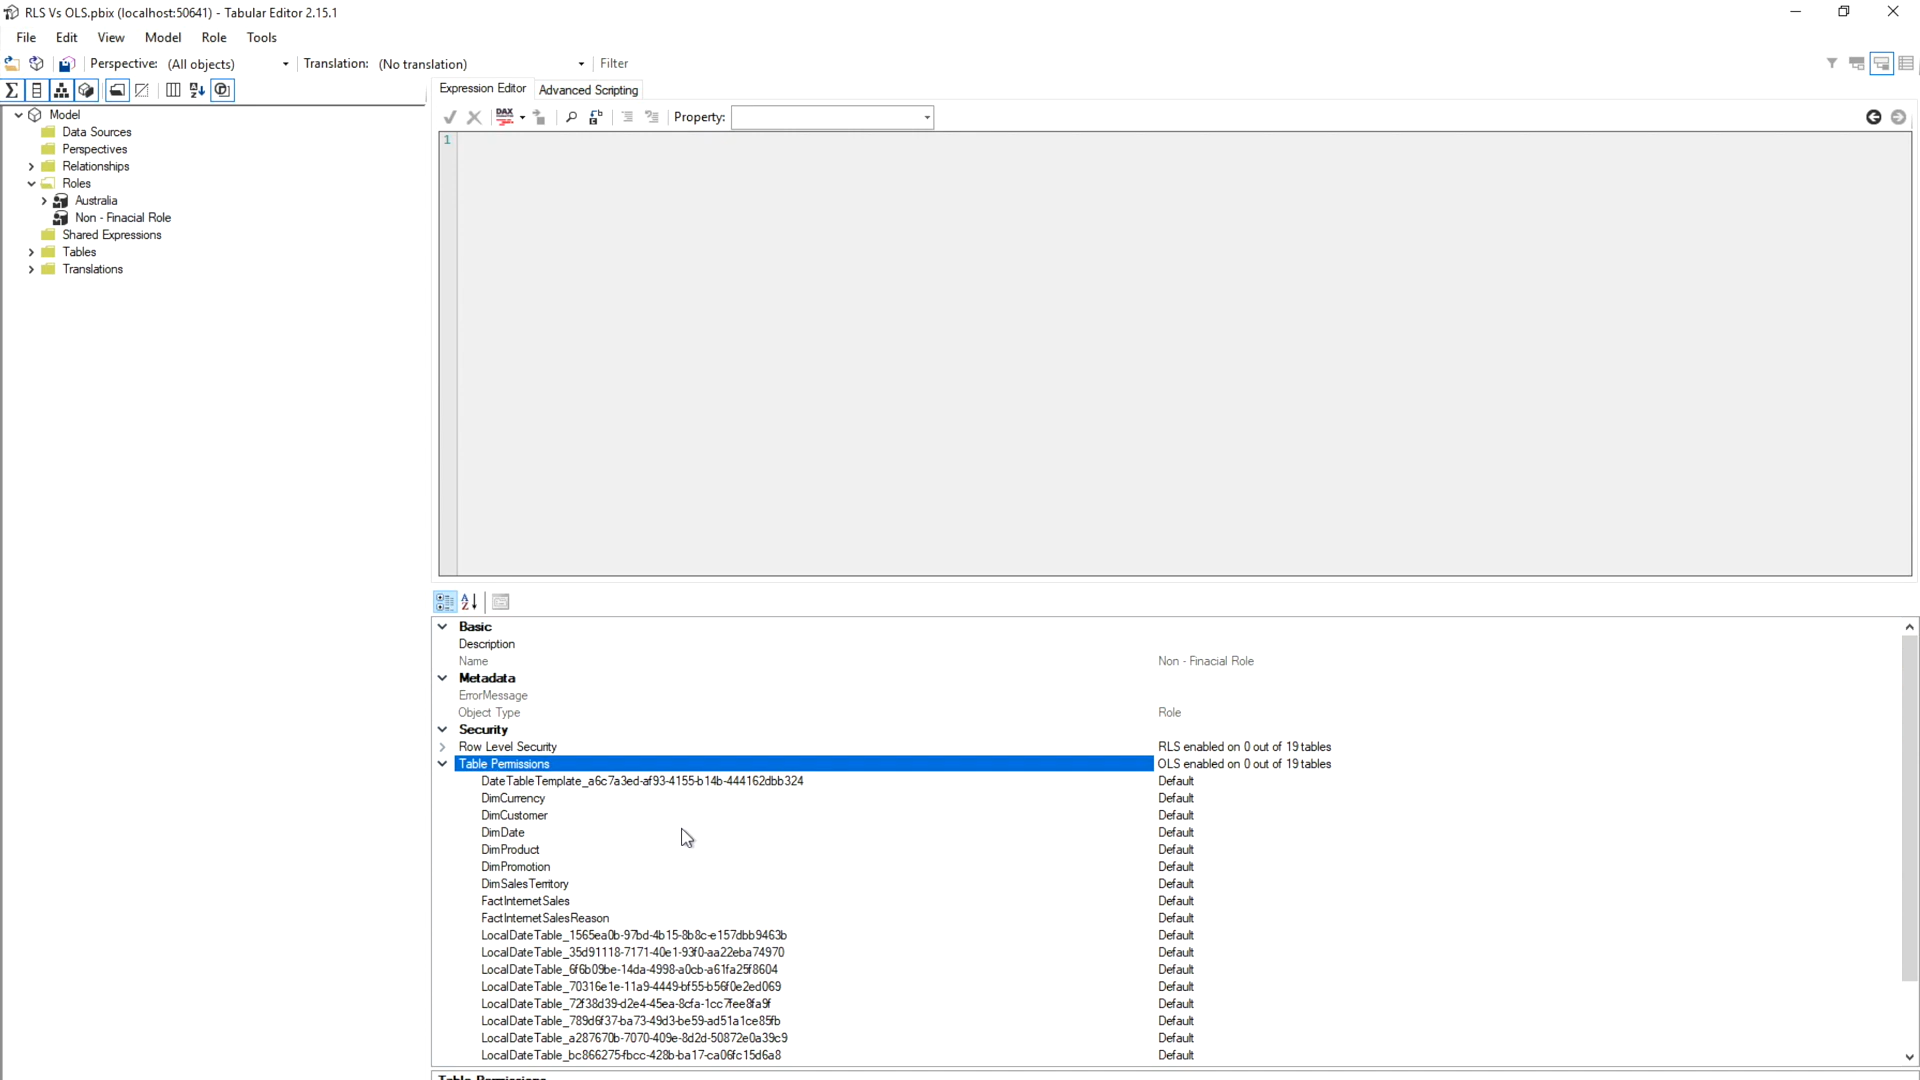 RLS Vs OLS.pbix (localhost:50641) - Tabular Editor 2.15.1
File Edit View Model Role Tools
Perspective: (All objects) Translation: (No translation) Filter
Expression Editor Advanced Scripting
DAX Property:
1
Model
Data Sources
Perspectives
Relationships
Roles
Australia
Non - Finacial Role
Shared Expressions
Tables
Translations
Basic
Description
Name Non - Finacial Role
Metadata
ErrorMessage
Object Type Role
Security
Row Level Security RLS enabled on 0 out of 19 tables
Table Permissions OLS enabled on 0 out of 19 tables
DateTableTemplate_a6c7a3ed-af93-4155-b14b-444162dbb324 Default
DimCurrency Default
DimCustomer Default
DimDate Default
DimProduct Default
DimPromotion Default
DimSalesTerritory Default
FactInternetSales Default
FactInternetSalesReason Default
LocalDateTable_1565ea0b-97bd-4b15-8b8c-e157dbb9463b Default
LocalDateTable_35d91118-7171-40e1-93f0-aa22eba74970 Default
LocalDateTable_6f6b09be-14da-4998-a0cb-a61fa25f8604 Default
LocalDateTable_70316e1e-11a9-4449-bf55-b56f0e2ed069 Default
LocalDateTable_72f38d39-d2e4-45ea-8cfa-1cc7fee8fa9f Default
LocalDateTable_789d6f37-ba73-49d3-be59-ad51a1ce85fb Default
LocalDateTable_a287670b-7070-409e-8d2d-50872e0a39c9 Default
LocalDateTable_bc866275-fbcc-428b-ba17-ca06fc15d6a8 Default
Table Permissions